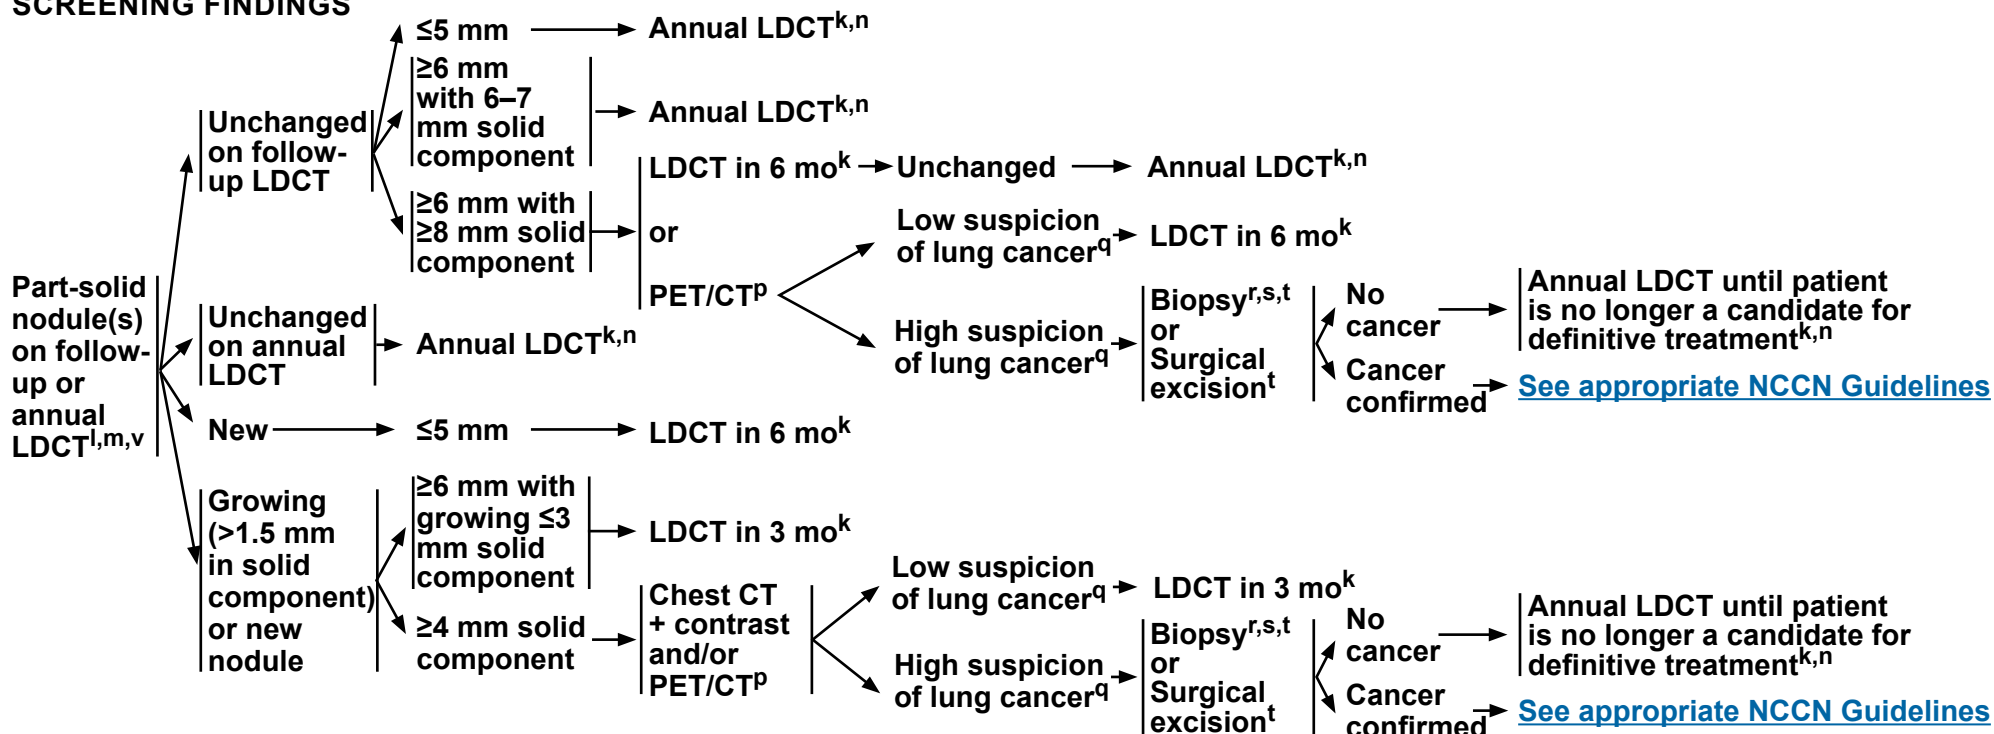 SCREENING FINDINGS
Part-solid
nodule(s)
on follow-
up or
annual
LDCTl,m,v
Unchanged
on follow-
up LDCT
≤5 mm
Annual LDCTk,n
≥6 mm
with 6–7
mm solid
component
Annual LDCTk,n
≥6 mm with
≥8 mm solid
component
LDCT in 6 mok
Unchanged
Annual LDCTk,n
or
PET/CTp
Low suspicion
of lung cancerq
LDCT in 6 mok
High suspicion
of lung cancerq
Biopsyr,s,t
or
Surgical
excisiont
No
cancer
Annual LDCT until patient
is no longer a candidate for
definitive treatmentk,n
Cancer
confirmed
See appropriate NCCN Guidelines
Unchanged
on annual
LDCT
Annual LDCTk,n
New
≤5 mm
LDCT in 6 mok
Growing
(>1.5 mm
in solid
component)
or new
nodule
≥6 mm with
growing ≤3
mm solid
component
LDCT in 3 mok
≥4 mm solid
component
Chest CT
+ contrast
and/or
PET/CTp
Low suspicion
of lung cancerq
LDCT in 3 mok
High suspicion
of lung cancerq
Biopsyr,s,t
or
Surgical
excisiont
No
cancer
Annual LDCT until patient
is no longer a candidate for
definitive treatmentk,n
Cancer
confirmed
See appropriate NCCN Guidelines